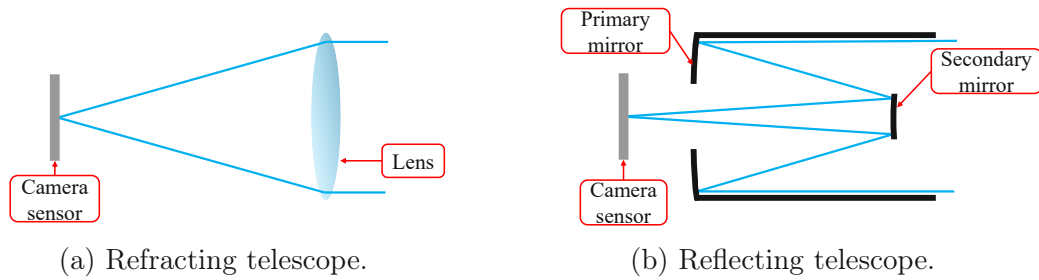 Lens
Camera
sensor
(a) Refracting telescope.
Primary
mirror
Secondary
mirror
Camera
sensor
(b) Reflecting telescope.